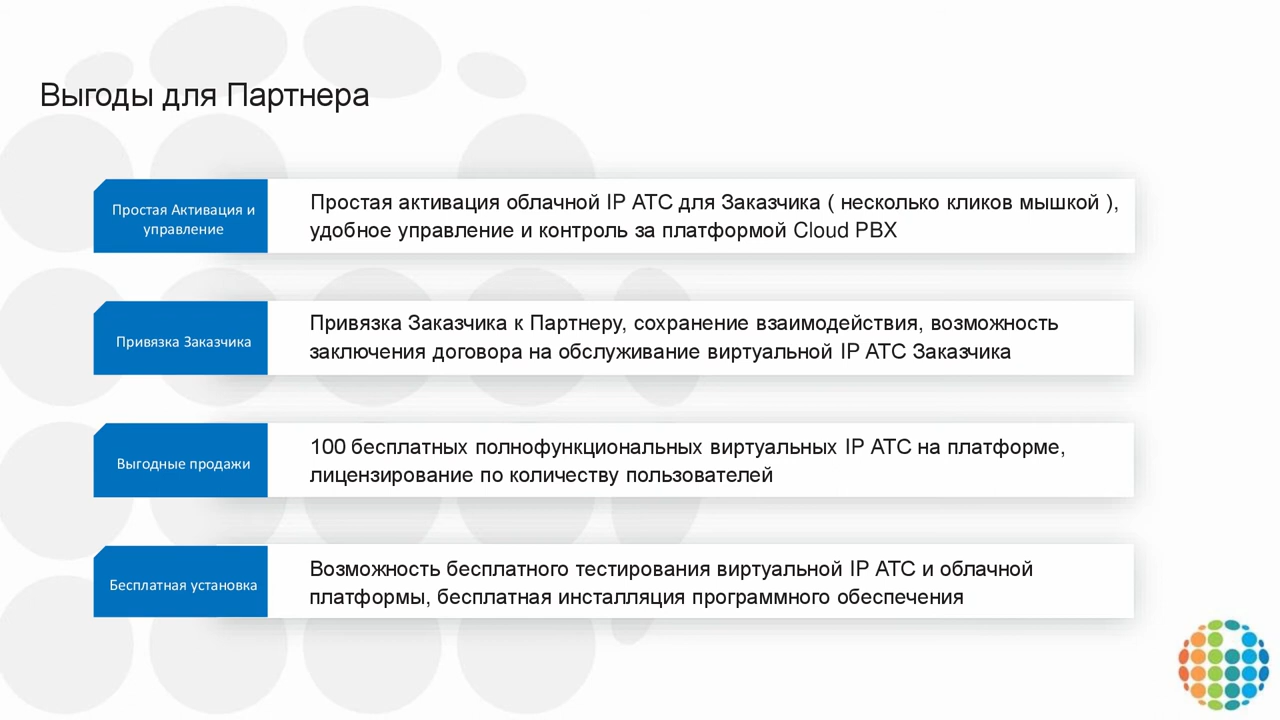 Выгоды для Партнера
Простая Активация и
управление
Простая активация облачной IP АТС для Заказчика ( несколько кликов мышкой ),
удобное управление и контроль за платформой Cloud PBX
Привязка Заказчика
Привязка Заказчика к Партнеру, сохранение взаимодействия, возможность
заключения договора на обслуживание виртуальной IP АТС Заказчика
Выгодные продажи
100 бесплатных полнофункциональных виртуальных IP АТС на платформе,
лицензирование по количеству пользователей
Бесплатная установка
Возможность бесплатного тестирования виртуальной IP АТС и облачной
платформы, бесплатная инсталляция программного обеспечения